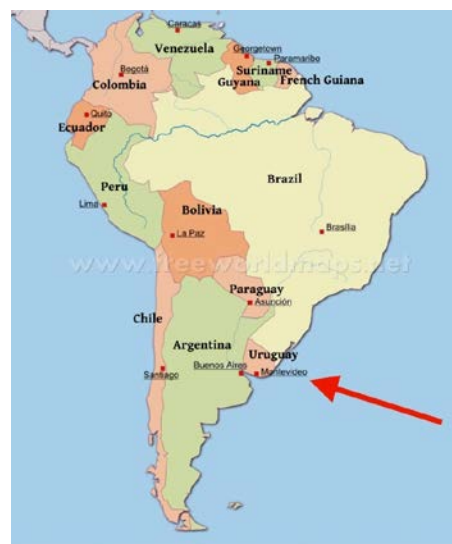 Caracas
Venezuela
Georgetown
Paramaribo
Bogotá
Suriname
Colombia
Guyana
French Guiana
Quito
Ecuador
Peru
Brazil
Lima
Bolivia
La Paz
Brasília
www.freeworldmaps.net
Paraguay
Asunción
Chile
Argentina
Uruguay
Buenos Aires
Montevideo
Santiago